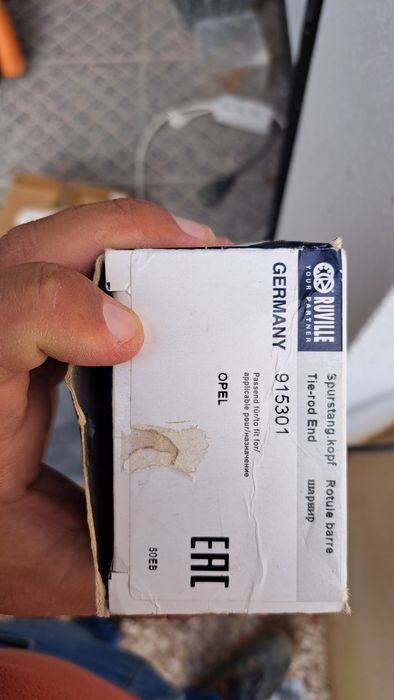 RUVILLE
YOUR PARTNER
Spurstang.kopf Rotule barre
Tie-rod End шарнир
GERMANY 915301
Passend für/to fit for/
applicable pour/назначение
OPEL
EAC
50EB